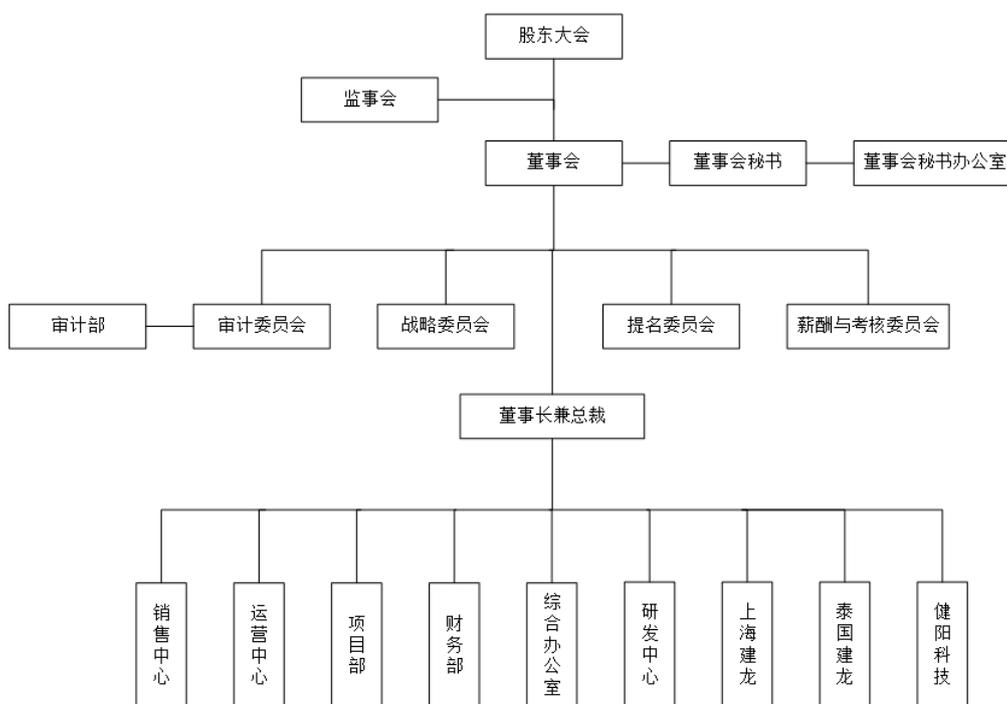 股东大会
监事会
董事会
董事会秘书
董事会秘书办公室
审计部
审计委员会
战略委员会
提名委员会
薪酬与考核委员会
董事长兼总裁
销售中心
运营中心
项目部
财务部
综合办公室
研发中心
上海建龙
泰国建龙
健阳科技